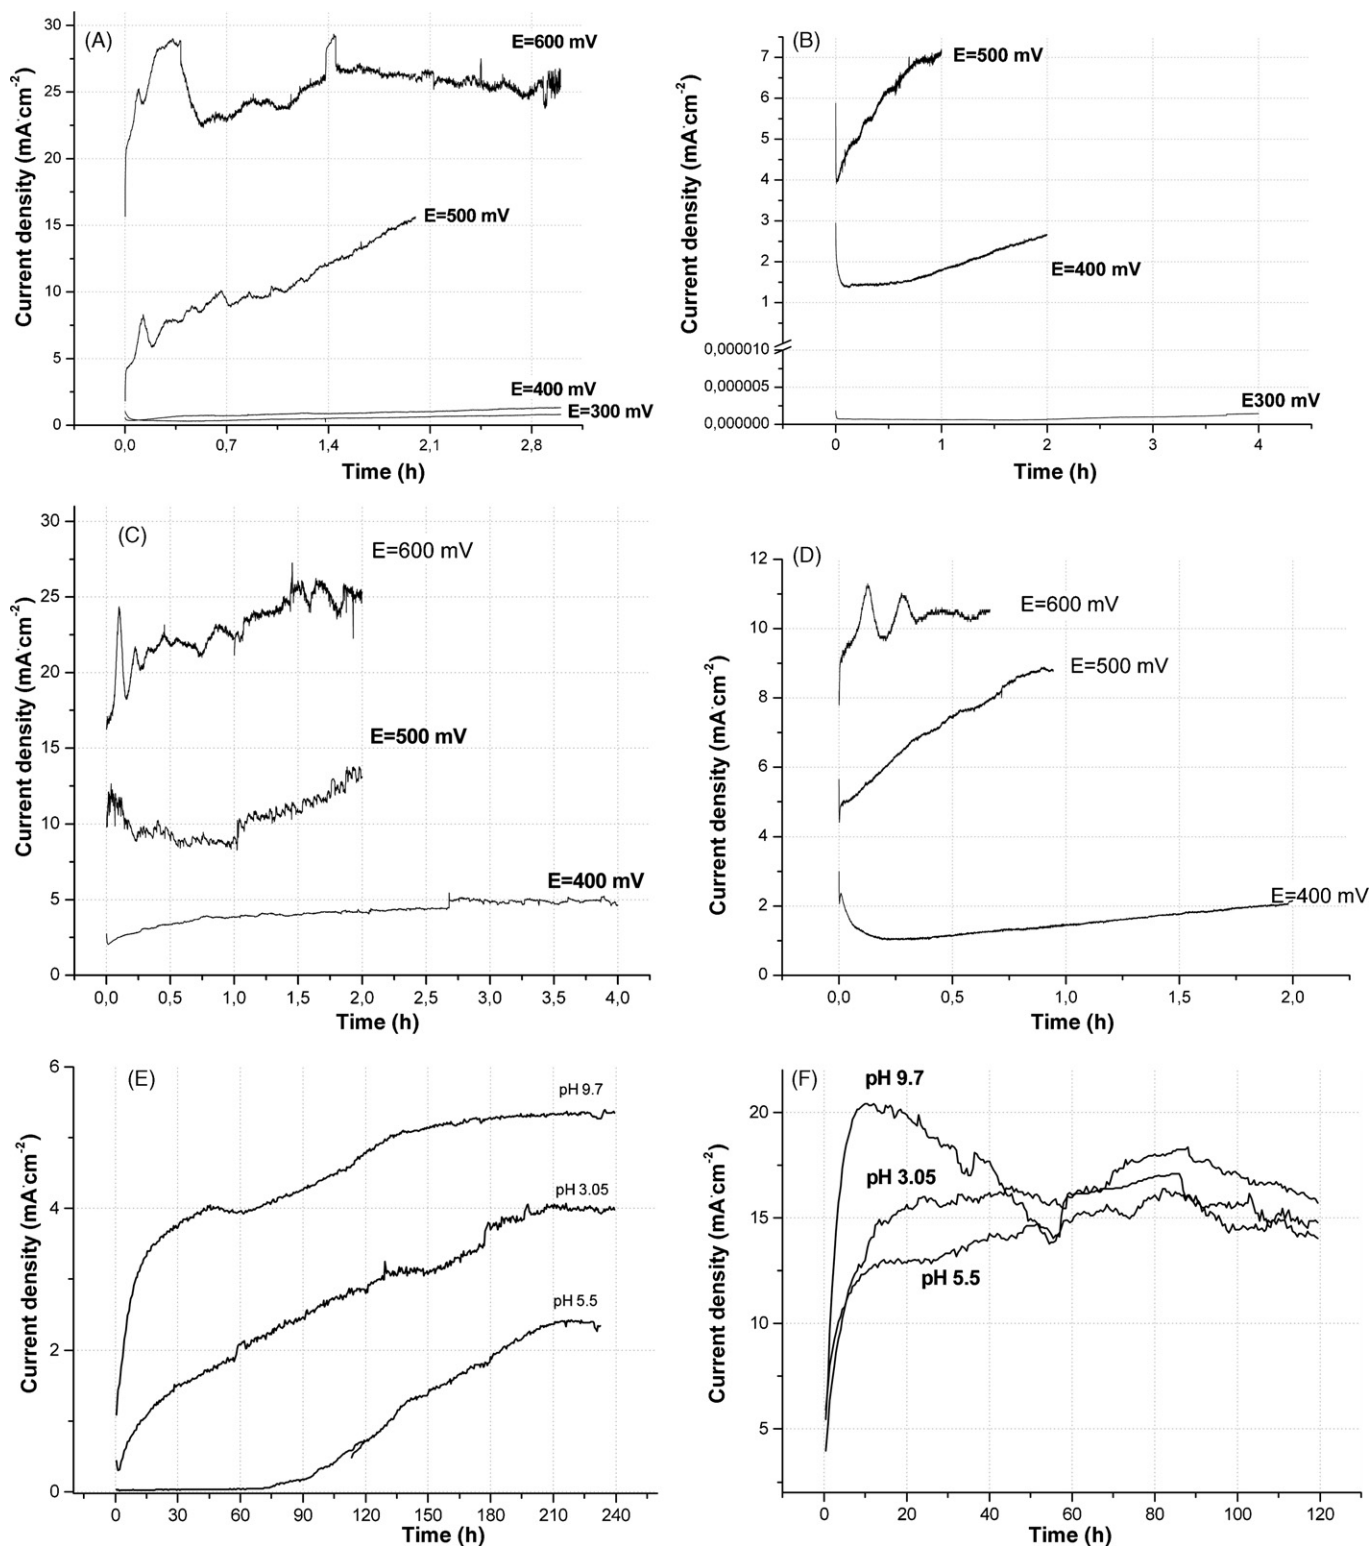 (A)
Current density (mA·cm⁻²)
30
25
20
15
10
5
0
E=600 mV
E=500 mV
E=400 mV
E=300 mV
0,0 0,7 1,4 2,1 2,8
Time (h)
(B)
Current density (mA·cm⁻²)
7
6
5
4
3
2
1
0,000010
0,000005
0,000000
E=500 mV
E=400 mV
E300 mV
0 1 2 3 4
Time (h)
(C)
Current density (mA·cm⁻²)
30
25
20
15
10
5
0
E=600 mV
E=500 mV
E=400 mV
0,0 0,5 1,0 1,5 2,0 2,5 3,0 3,5 4,0
Time (h)
(D)
Current density (mA·cm⁻²)
12
10
8
6
4
2
0
E=600 mV
E=500 mV
E=400 mV
0,0 0,5 1,0 1,5 2,0
Time (h)
(E)
Current density (mA·cm⁻²)
6
4
2
0
pH 9.7
pH 3.05
pH 5.5
0 30 60 90 120 150 180 210 240
Time (h)
(F)
Current density (mA·cm⁻²)
20
15
10
5
pH 9.7
pH 3.05
pH 5.5
0 20 40 60 80 100 120
Time (h)